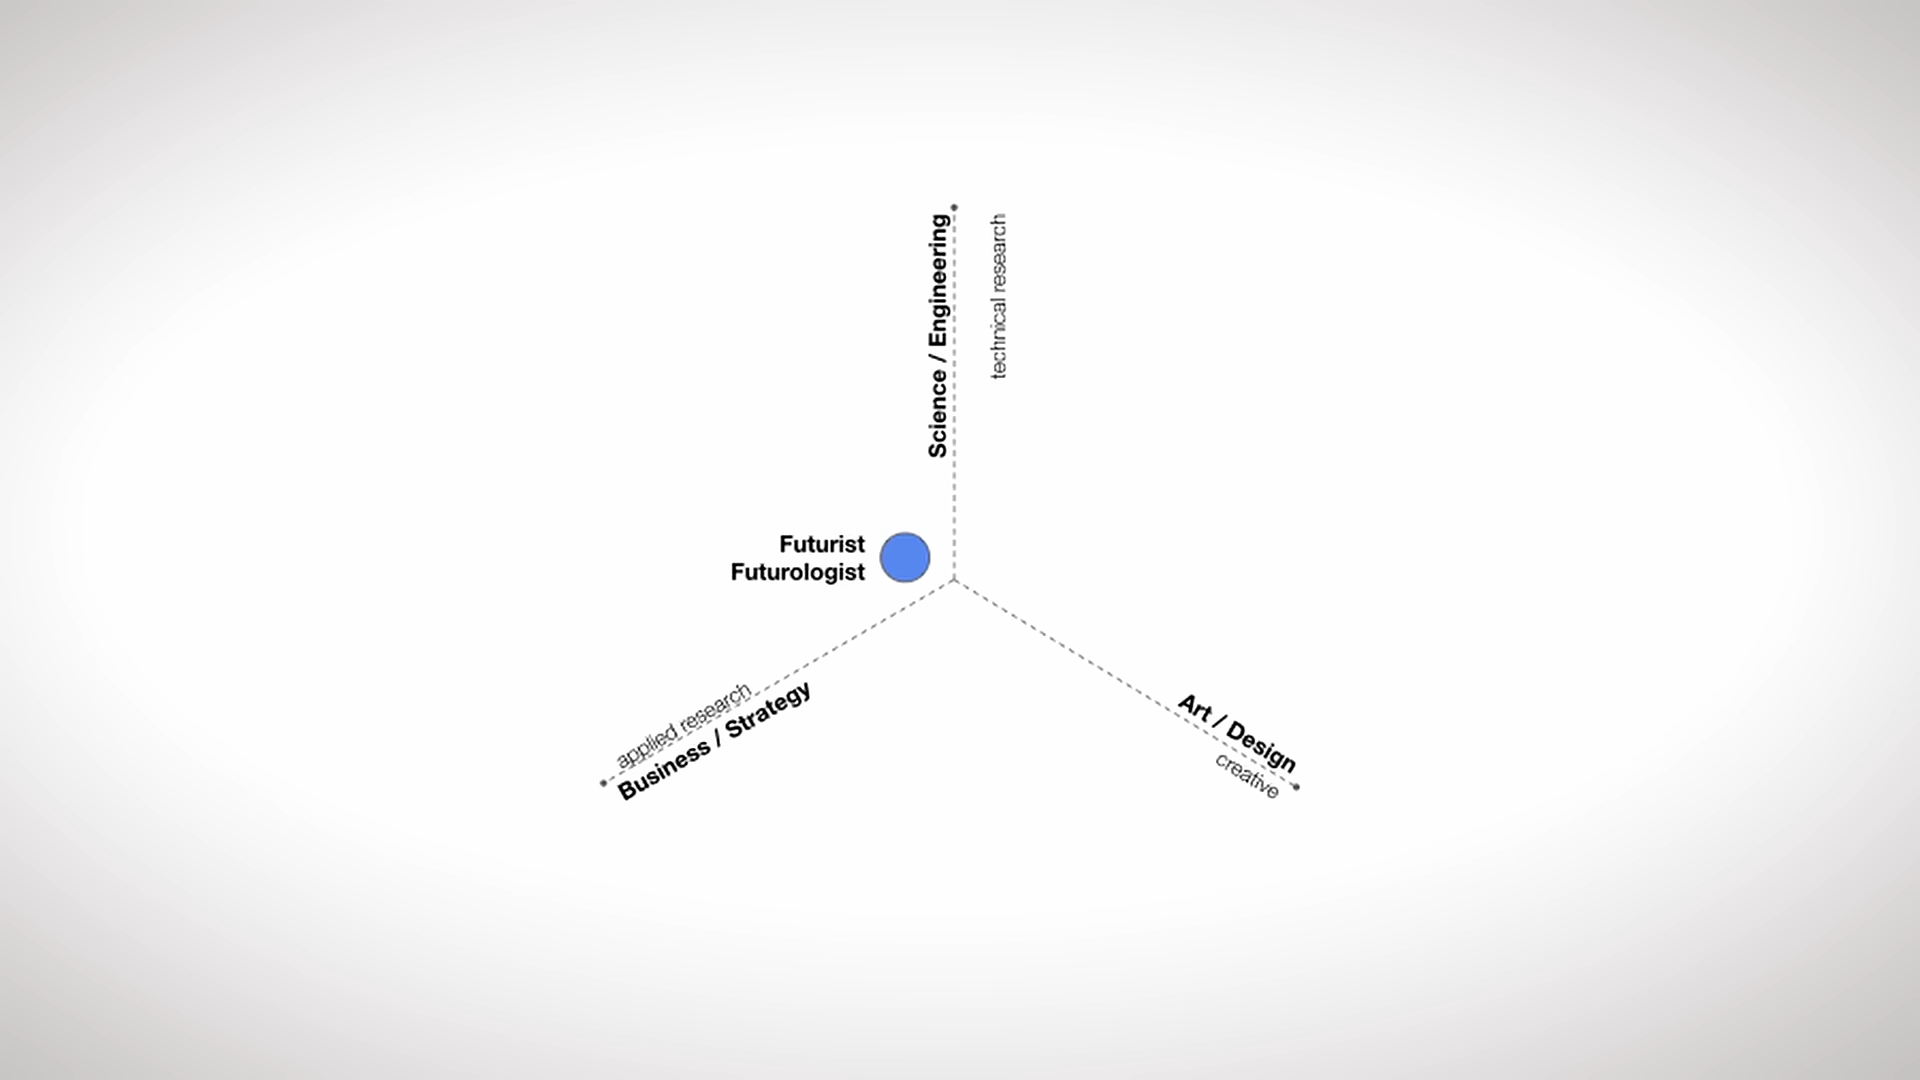 Science / Engineering
technical research
Futurist
Futurologist
applied research
Business / Strategy
Art / Design
creative